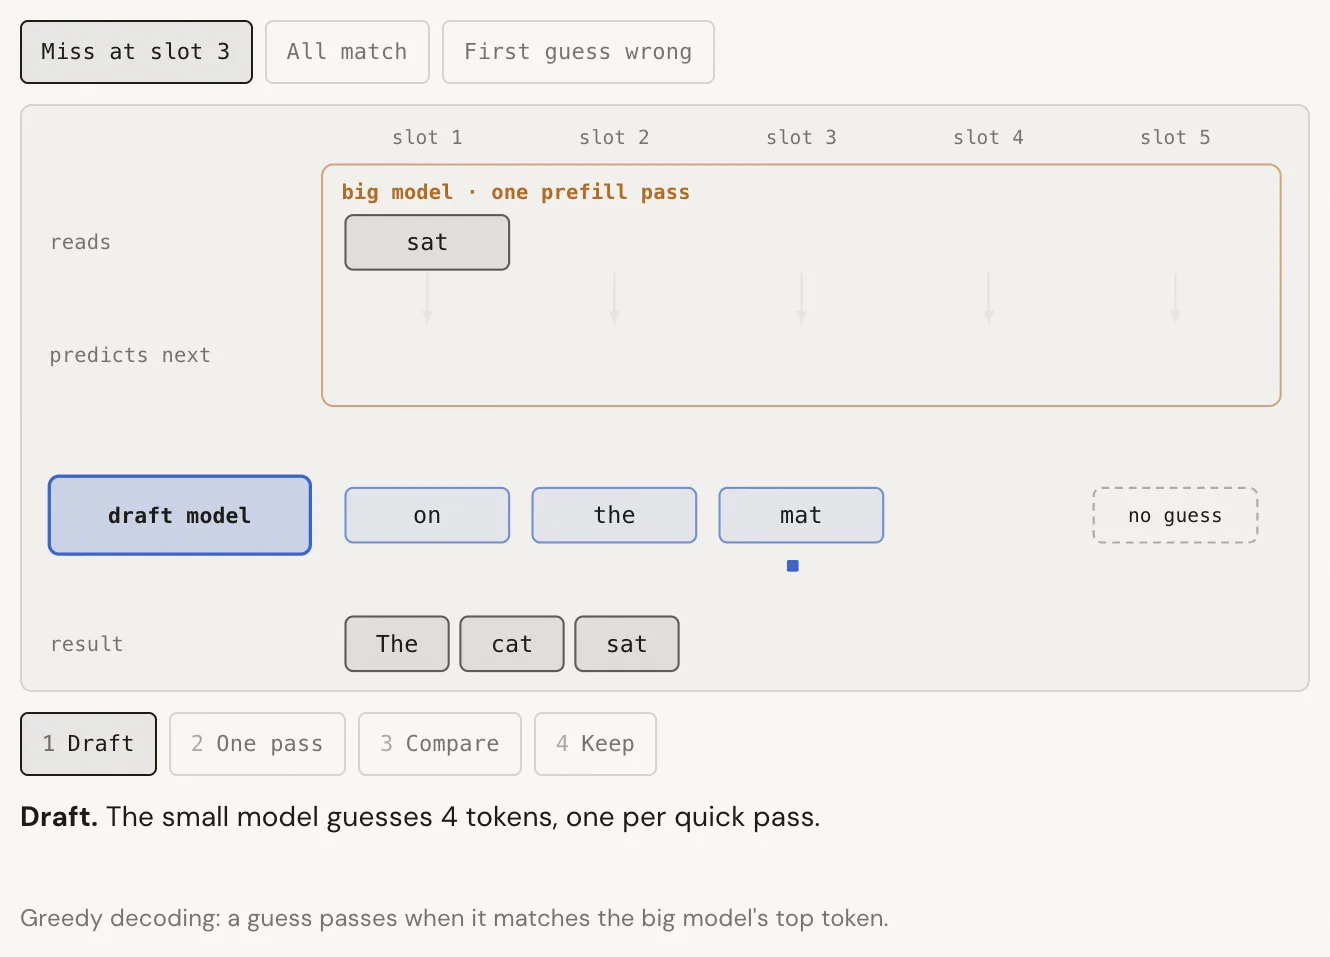 Miss at slot 3 All match First guess wrong
slot 1 slot 2 slot 3 slot 4 slot 5
big model · one prefill pass
reads sat
predicts next
draft model on the mat no guess
result The cat sat
1 Draft 2 One pass 3 Compare 4 Keep
Draft. The small model guesses 4 tokens, one per quick pass.
Greedy decoding: a guess passes when it matches the big model's top token.